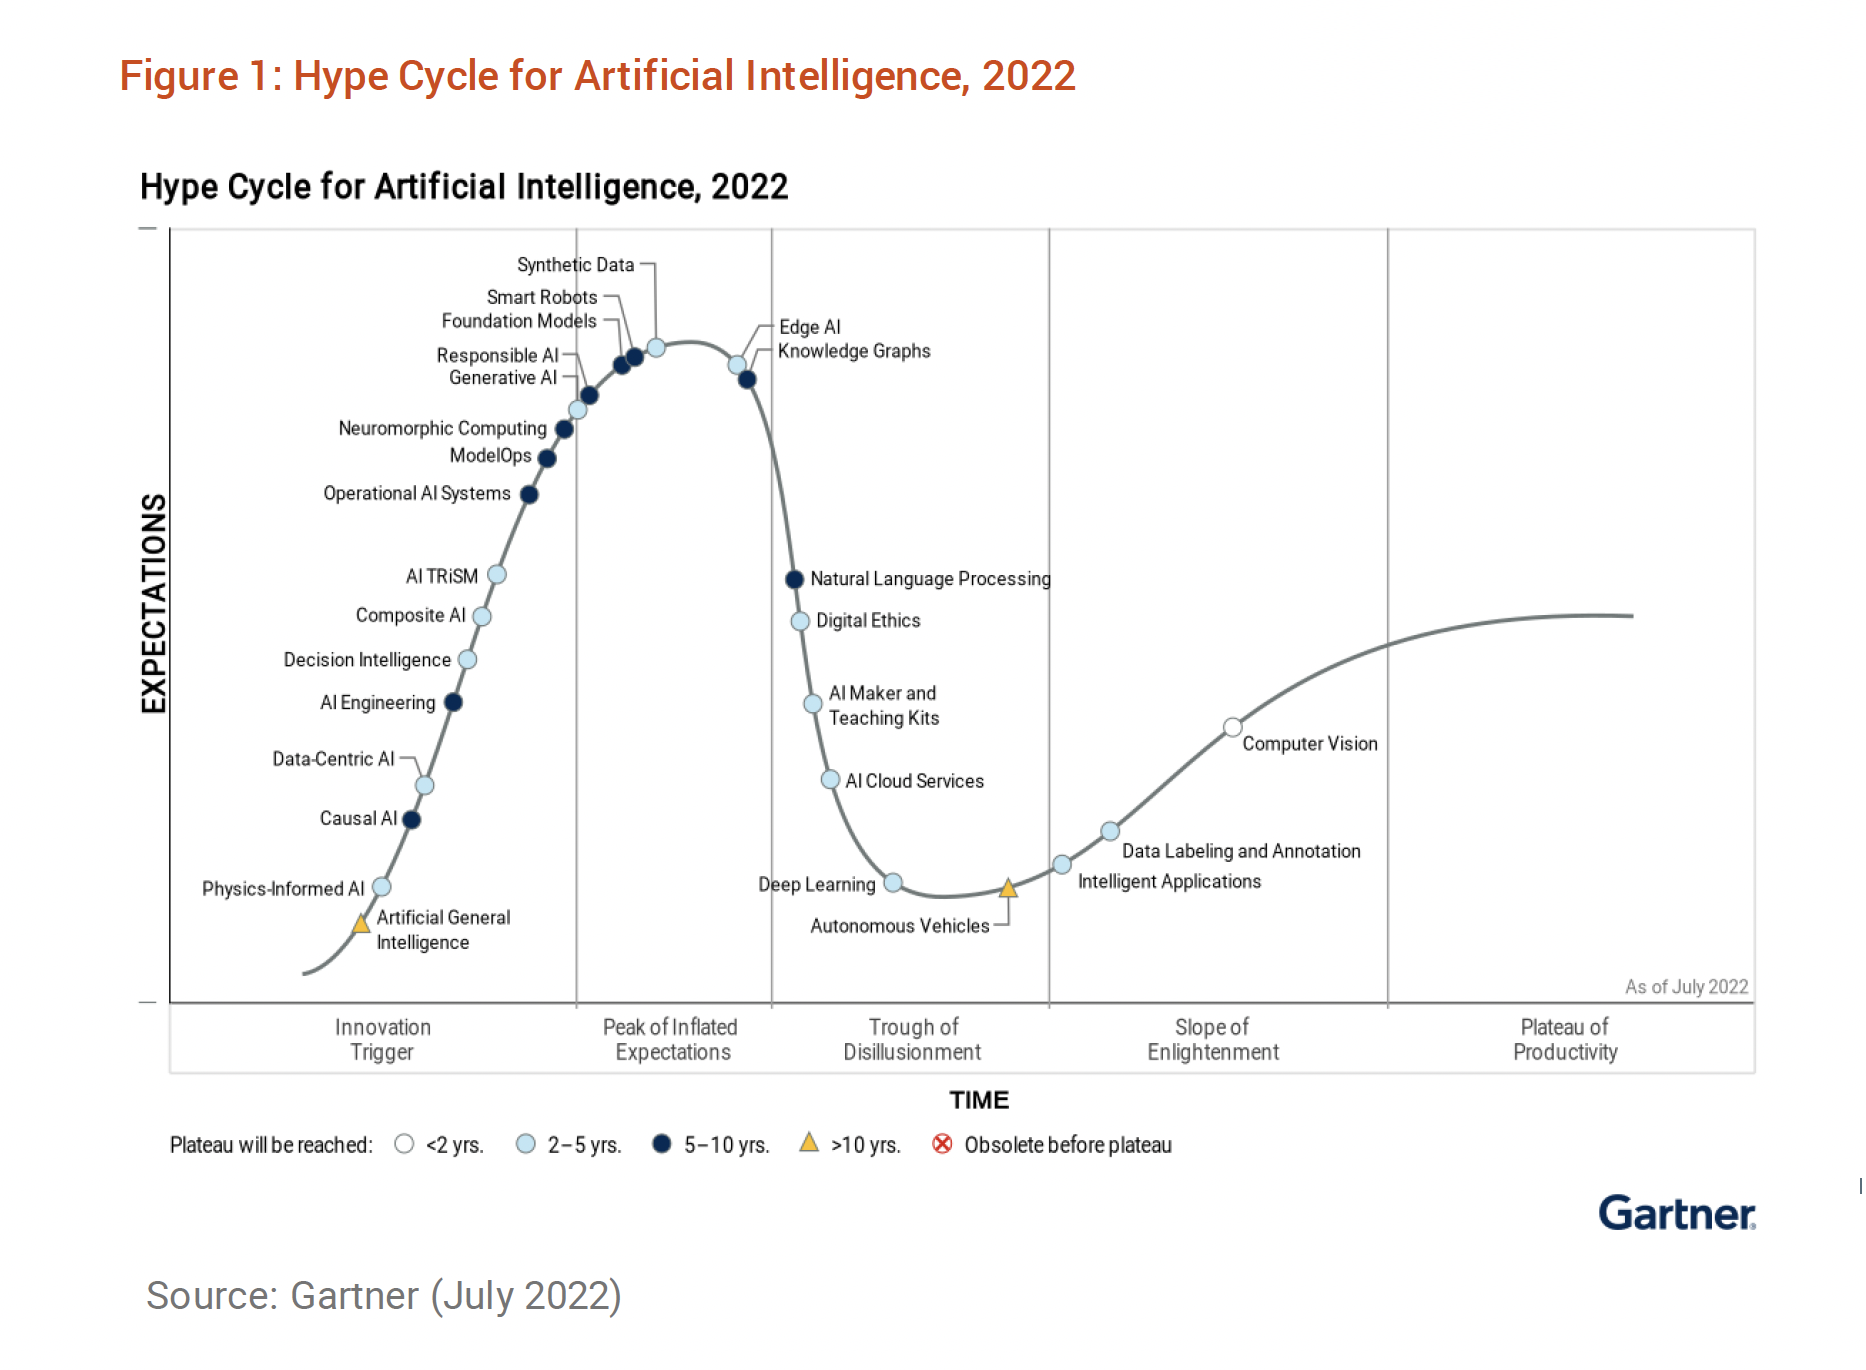 Figure 1: Hype Cycle for Artificial Intelligence, 2022
Hype Cycle for Artificial Intelligence, 2022
EXPECTATIONS
Synthetic Data
Smart Robots
Foundation Models
Responsible AI
Generative AI
Neuromorphic Computing
ModelOps
Operational AI Systems
AI TRiSM
Composite AI
Decision Intelligence
AI Engineering
Data-Centric AI
Causal AI
Physics-Informed AI
Artificial General
Intelligence
Edge AI
Knowledge Graphs
Natural Language Processing
Digital Ethics
AI Maker and
Teaching Kits
AI Cloud Services
Deep Learning
Autonomous Vehicles
Computer Vision
Data Labeling and Annotation
Intelligent Applications
As of July 2022
Innovation
Trigger
Peak of Inflated
Expectations
Trough of
Disillusionment
Slope of
Enlightenment
Plateau of
Productivity
TIME
Plateau will be reached: <2 yrs. 2–5 yrs. 5–10 yrs. >10 yrs. Obsolete before plateau
Gartner®
Source: Gartner (July 2022)